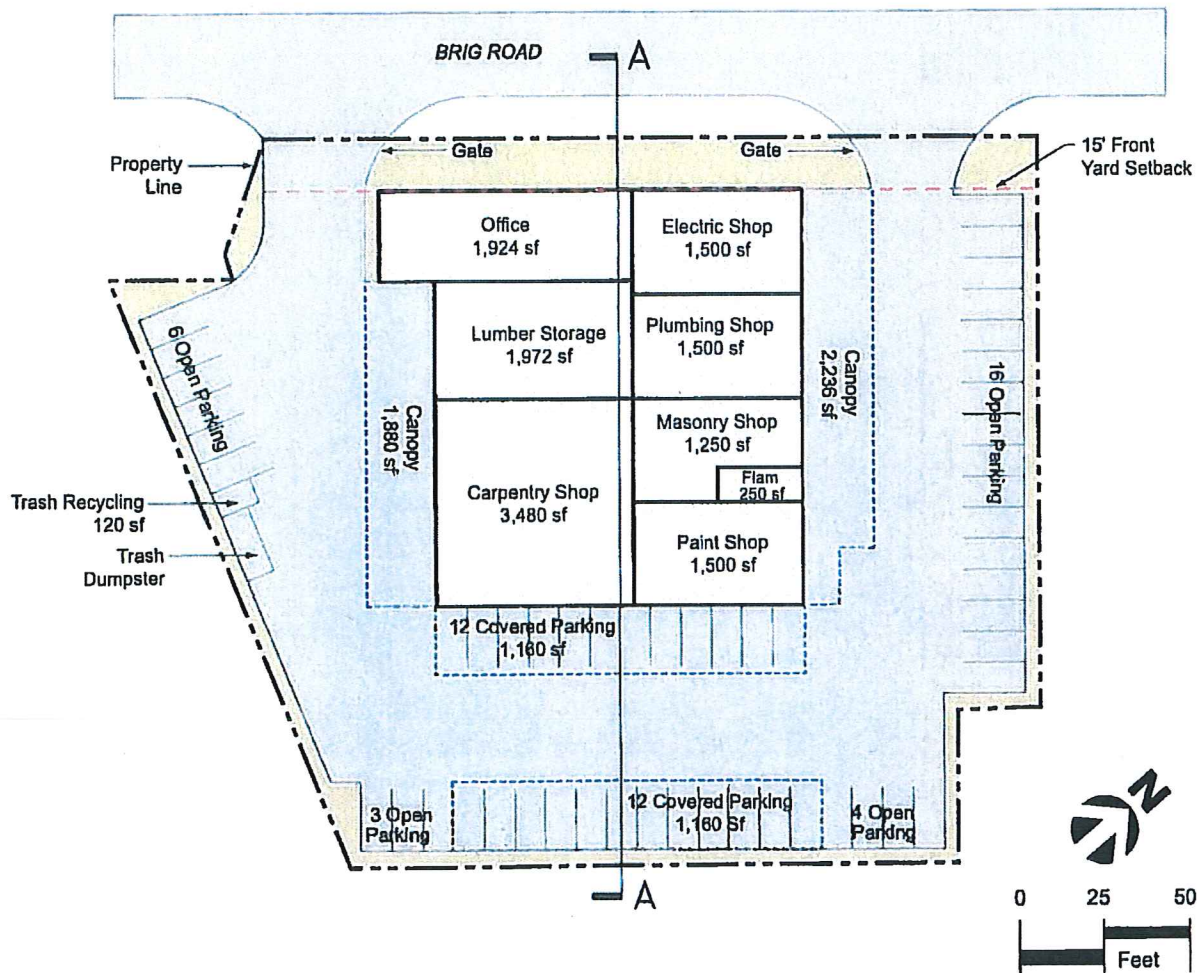 BRIG ROAD
A
Gate
Gate
Property
Line
15' Front
Yard Setback
Office
1,924 sf
Electric Shop
1,500 sf
Lumber Storage
1,972 sf
Plumbing Shop
1,500 sf
6 Open Parking
Canopy
1,880 sf
Canopy
2,236 sf
16 Open Parking
Masonry Shop
1,250 sf
Flam
250 sf
Carpentry Shop
3,480 sf
Paint Shop
1,500 sf
Trash Recycling
120 sf
Trash
Dumpster
12 Covered Parking
1,160 sf
3 Open
Parking
12 Covered Parking
1,160 Sf
4 Open
Parking
A
N
0 25 50
Feet